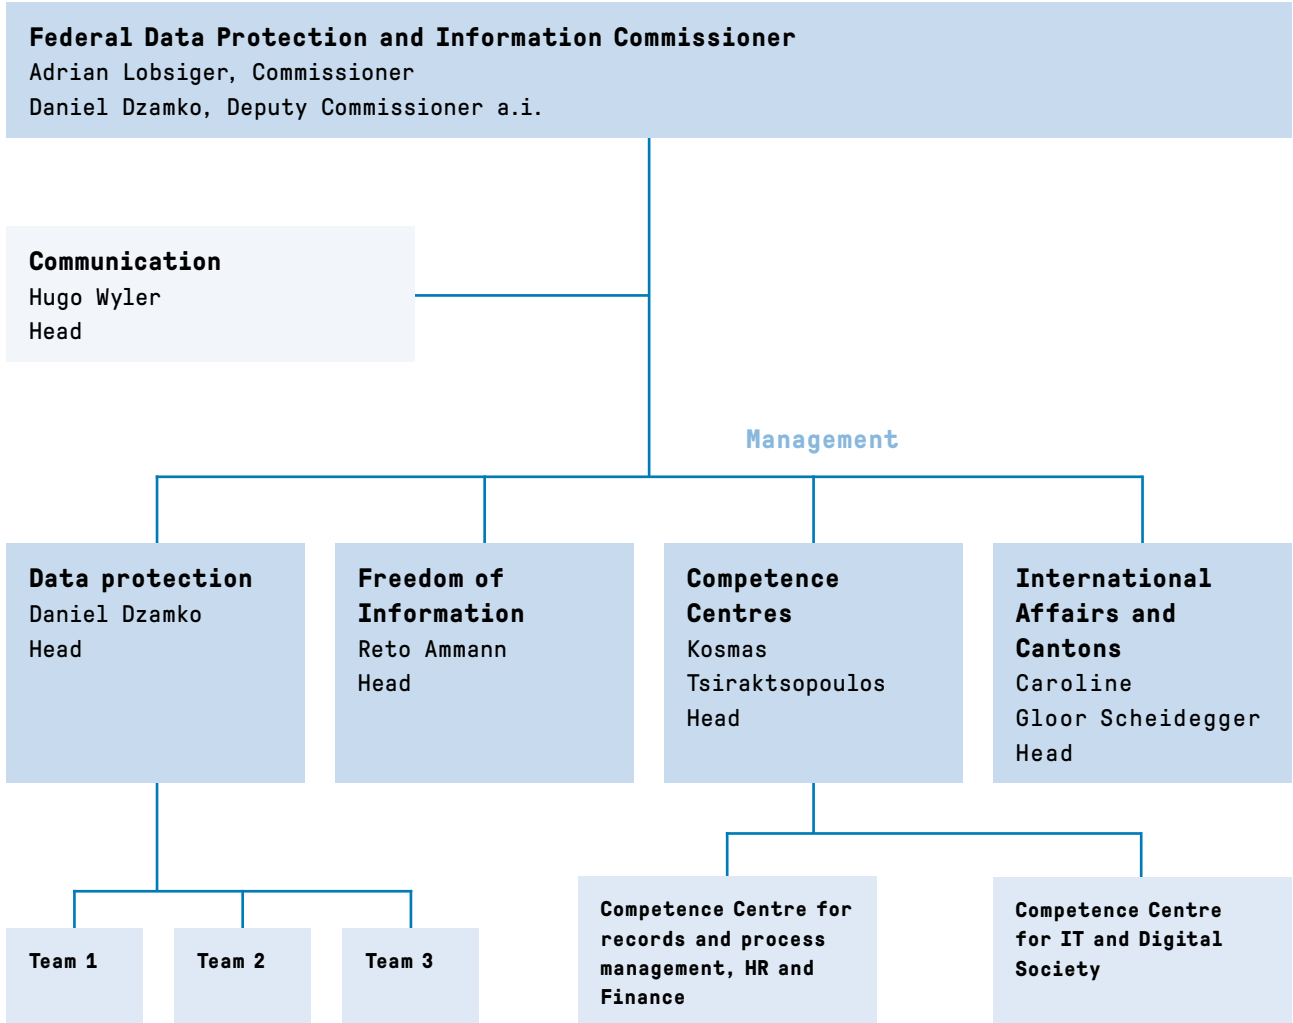 Federal Data Protection and Information Commissioner
Adrian Lobsiger, Commissioner
Daniel Dzamko, Deputy Commissioner a.i.
Communication
Hugo Wyler
Head
Management
Data protection
Daniel Dzamko
Head
Freedom of
Information
Reto Ammann
Head
Competence
Centres
Kosmas
Tsiraktsopoulos
Head
International
Affairs and
Cantons
Caroline
Gloor Scheidegger
Head
Team 1
Team 2
Team 3
Competence Centre for
records and process
management, HR and
Finance
Competence Centre
for IT and Digital
Society